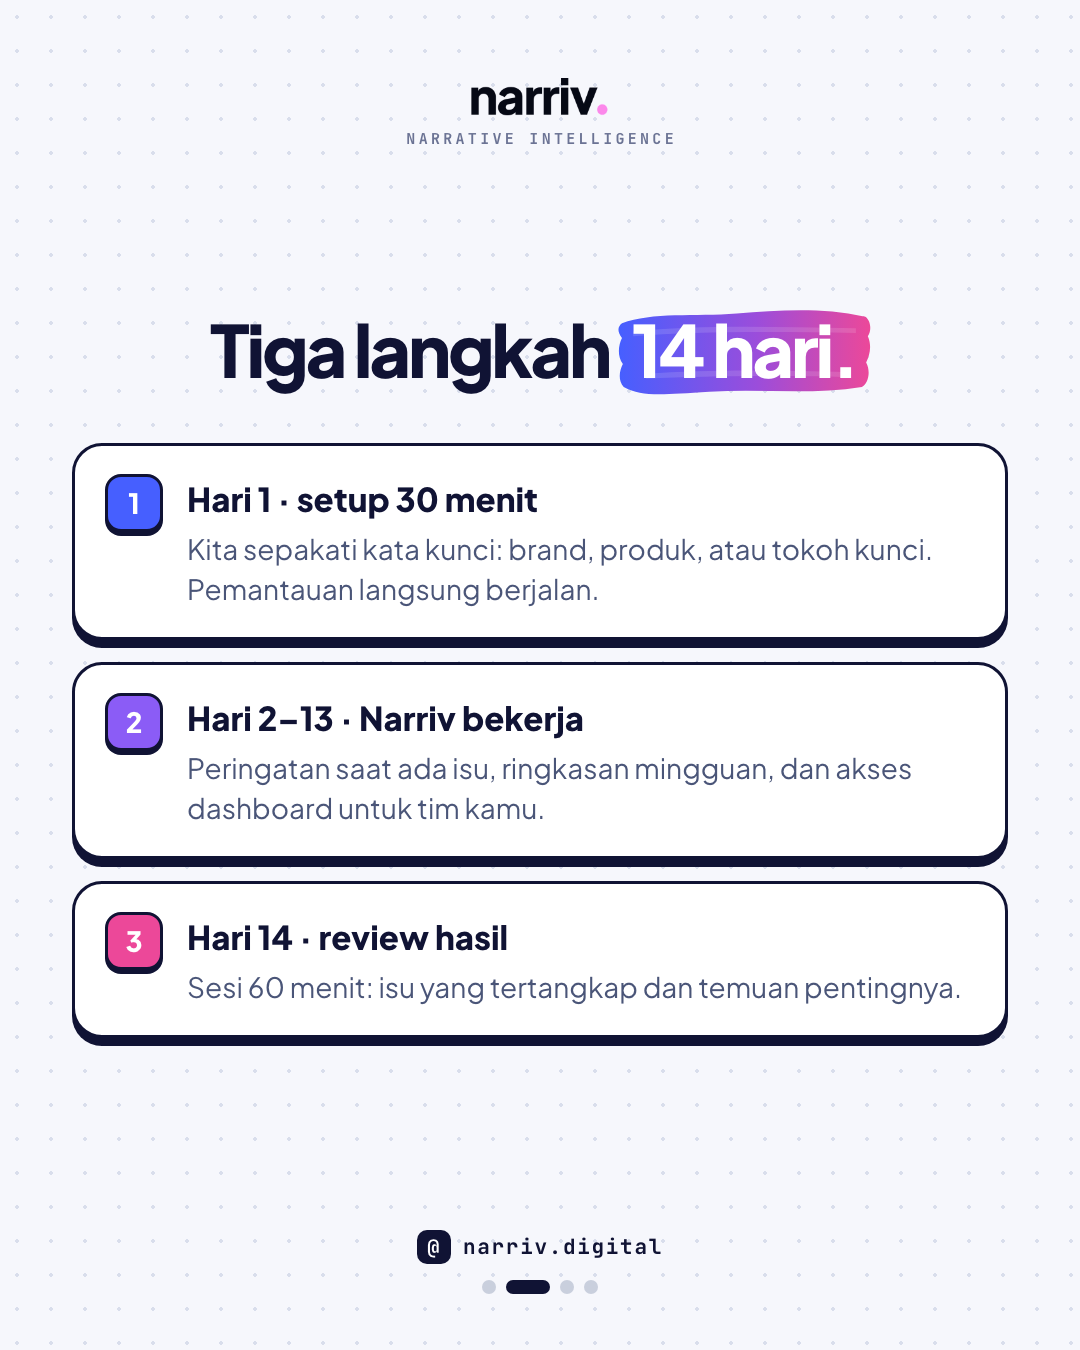 narriv.
NARRATIVE INTELLIGENCE
Tiga langkah 14 hari.
1
Hari 1 · setup 30 menit
Kita sepakati kata kunci: brand, produk, atau tokoh kunci.
Pemantauan langsung berjalan.
2
Hari 2–13 · Narriv bekerja
Peringatan saat ada isu, ringkasan mingguan, dan akses
dashboard untuk tim kamu.
3
Hari 14 · review hasil
Sesi 60 menit: isu yang tertangkap dan temuan pentingnya.
@ narriv.digital